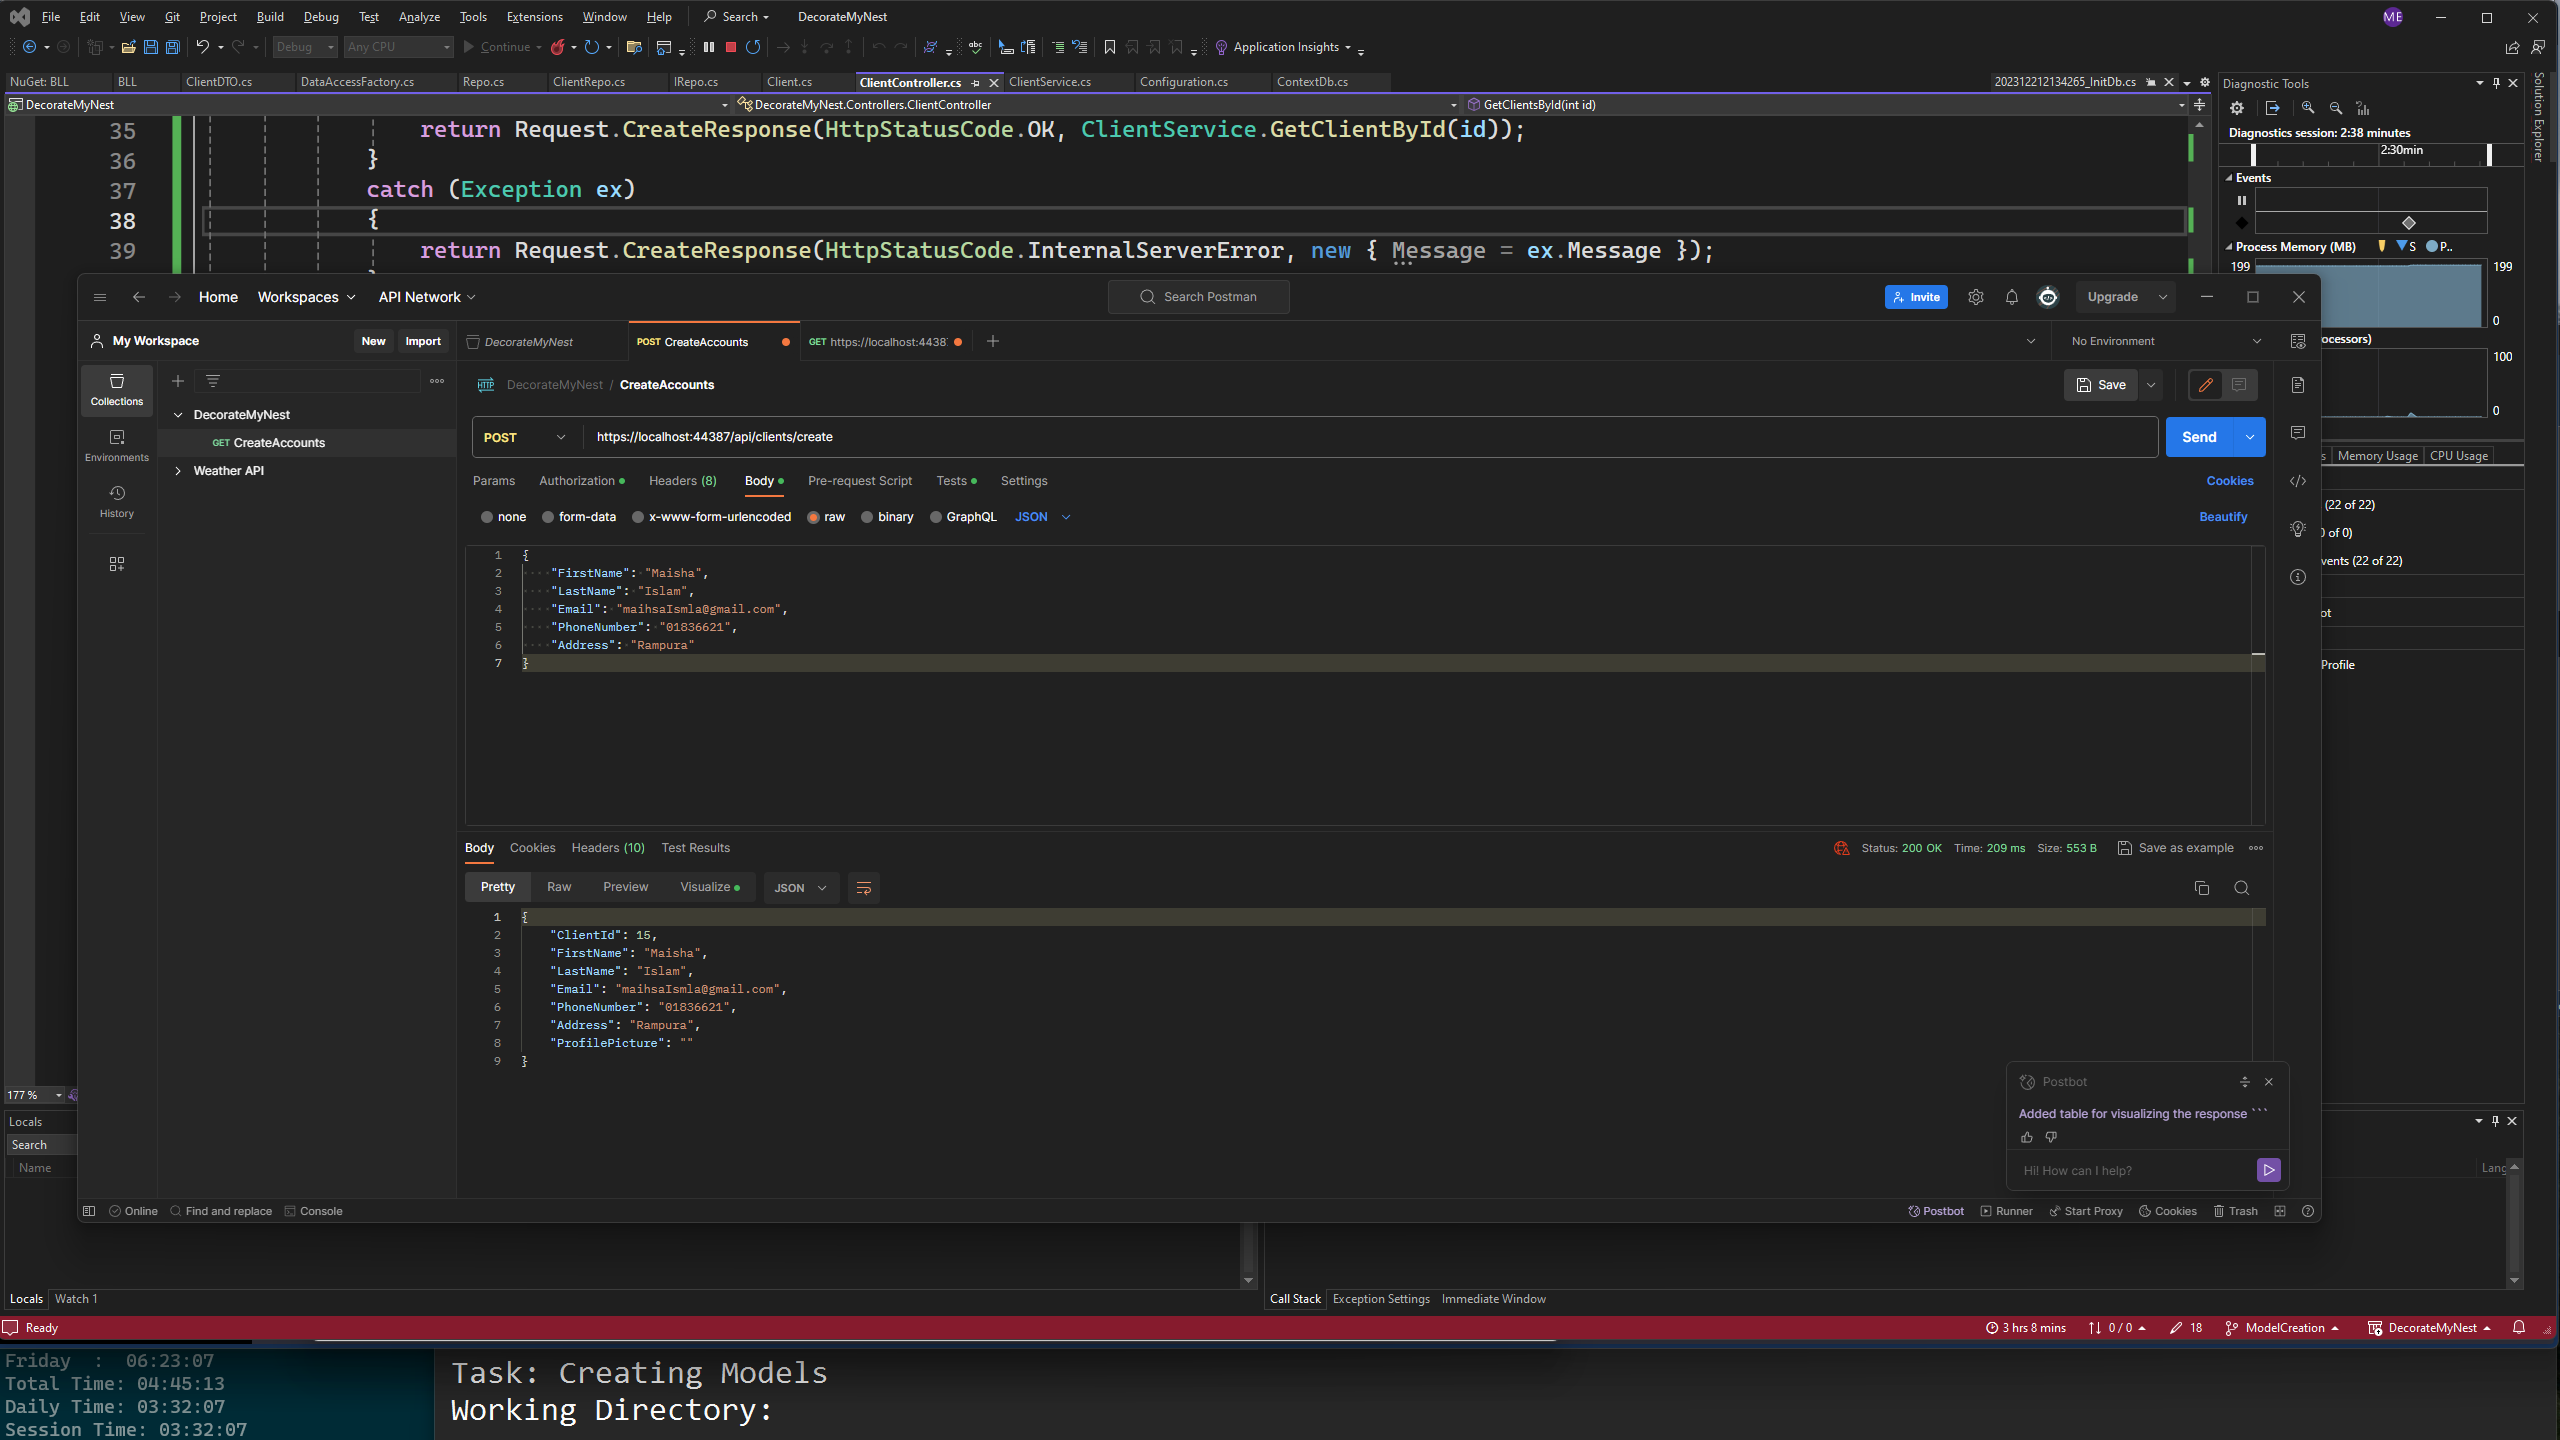 File Edit View Git Project Build Debug Test Analyze Tools Extensions Window Help Search DecorateMyNest ME
Debug Any CPU Continue Application Insights
NuGet: BLL BLL ClientDTO.cs DataAccessFactory.cs Repo.cs ClientRepo.cs IRepo.cs Client.cs ClientController.cs ClientService.cs Configuration.cs ContextDb.cs 202312212134265_InitDb.cs
DecorateMyNest DecorateMyNest.Controllers.ClientController GetClientsById(int id)
35 return Request.CreateResponse(HttpStatusCode.OK, ClientService.GetClientById(id));
36 }
37 catch (Exception ex)
38 {
39 return Request.CreateResponse(HttpStatusCode.InternalServerError, new { Message = ex.Message });
Diagnostic Tools
Diagnostics session: 2:38 minutes
2:30min
Events
Process Memory (MB) S P..
199 199
0
ocessors)
100
0
Memory Usage CPU Usage
(22 of 22)
of 0)
vents (22 of 22)
ot
Profile
Solution Explorer
Home Workspaces API Network Search Postman Invite Upgrade
My Workspace New Import DecorateMyNest POST CreateAccounts GET https://localhost:4438 No Environment
Collections
Environments
History
DecorateMyNest
GET CreateAccounts
Weather API
HTTP DecorateMyNest / CreateAccounts Save
POST https://localhost:44387/api/clients/create Send
Params Authorization Headers (8) Body Pre-request Script Tests Settings Cookies
none form-data x-www-form-urlencoded raw binary GraphQL JSON Beautify
1 {
2 "FirstName": "Maisha",
3 "LastName": "Islam",
4 "Email": "maihsaIsmla@gmail.com",
5 "PhoneNumber": "01836621",
6 "Address": "Rampura"
7 }
Body Cookies Headers (10) Test Results Status: 200 OK Time: 209 ms Size: 553 B Save as example
Pretty Raw Preview Visualize JSON
1 {
2 "ClientId": 15,
3 "FirstName": "Maisha",
4 "LastName": "Islam",
5 "Email": "maihsaIsmla@gmail.com",
6 "PhoneNumber": "01836621",
7 "Address": "Rampura",
8 "ProfilePicture": ""
9 }
Postbot
Added table for visualizing the response ```
Hi! How can I help?
Online Find and replace Console Postbot Runner Start Proxy Cookies Trash
177 %
Locals
Search
Name
Lang
Locals Watch 1
Call Stack Exception Settings Immediate Window
Ready 3 hrs 8 mins 0 / 0 18 ModelCreation DecorateMyNest
Friday : 06:23:07
Total Time: 04:45:13
Daily Time: 03:32:07
Session Time: 03:32:07
Task: Creating Models
Working Directory: